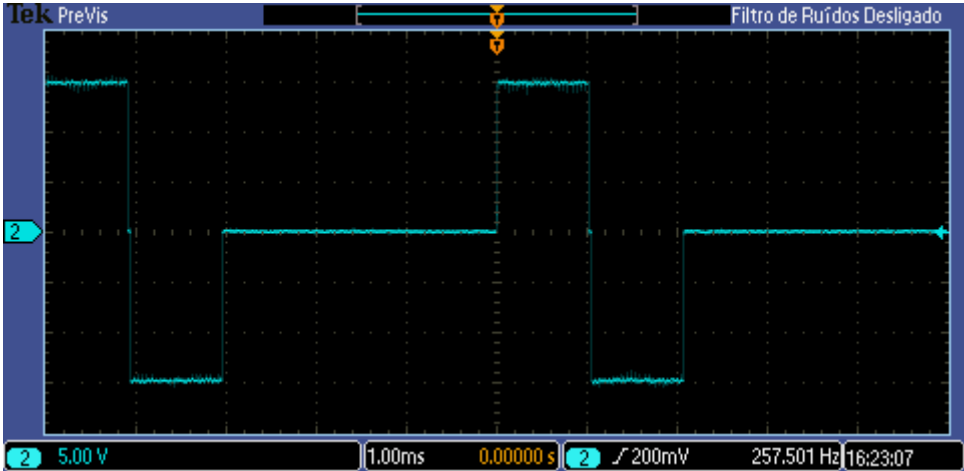 Tek PreVis Filtro de Ruídos Desligado
T
T
2
2 5.00 V 1.00ms 0.00000 s 2 200mV 257.501 Hz 16:23:07